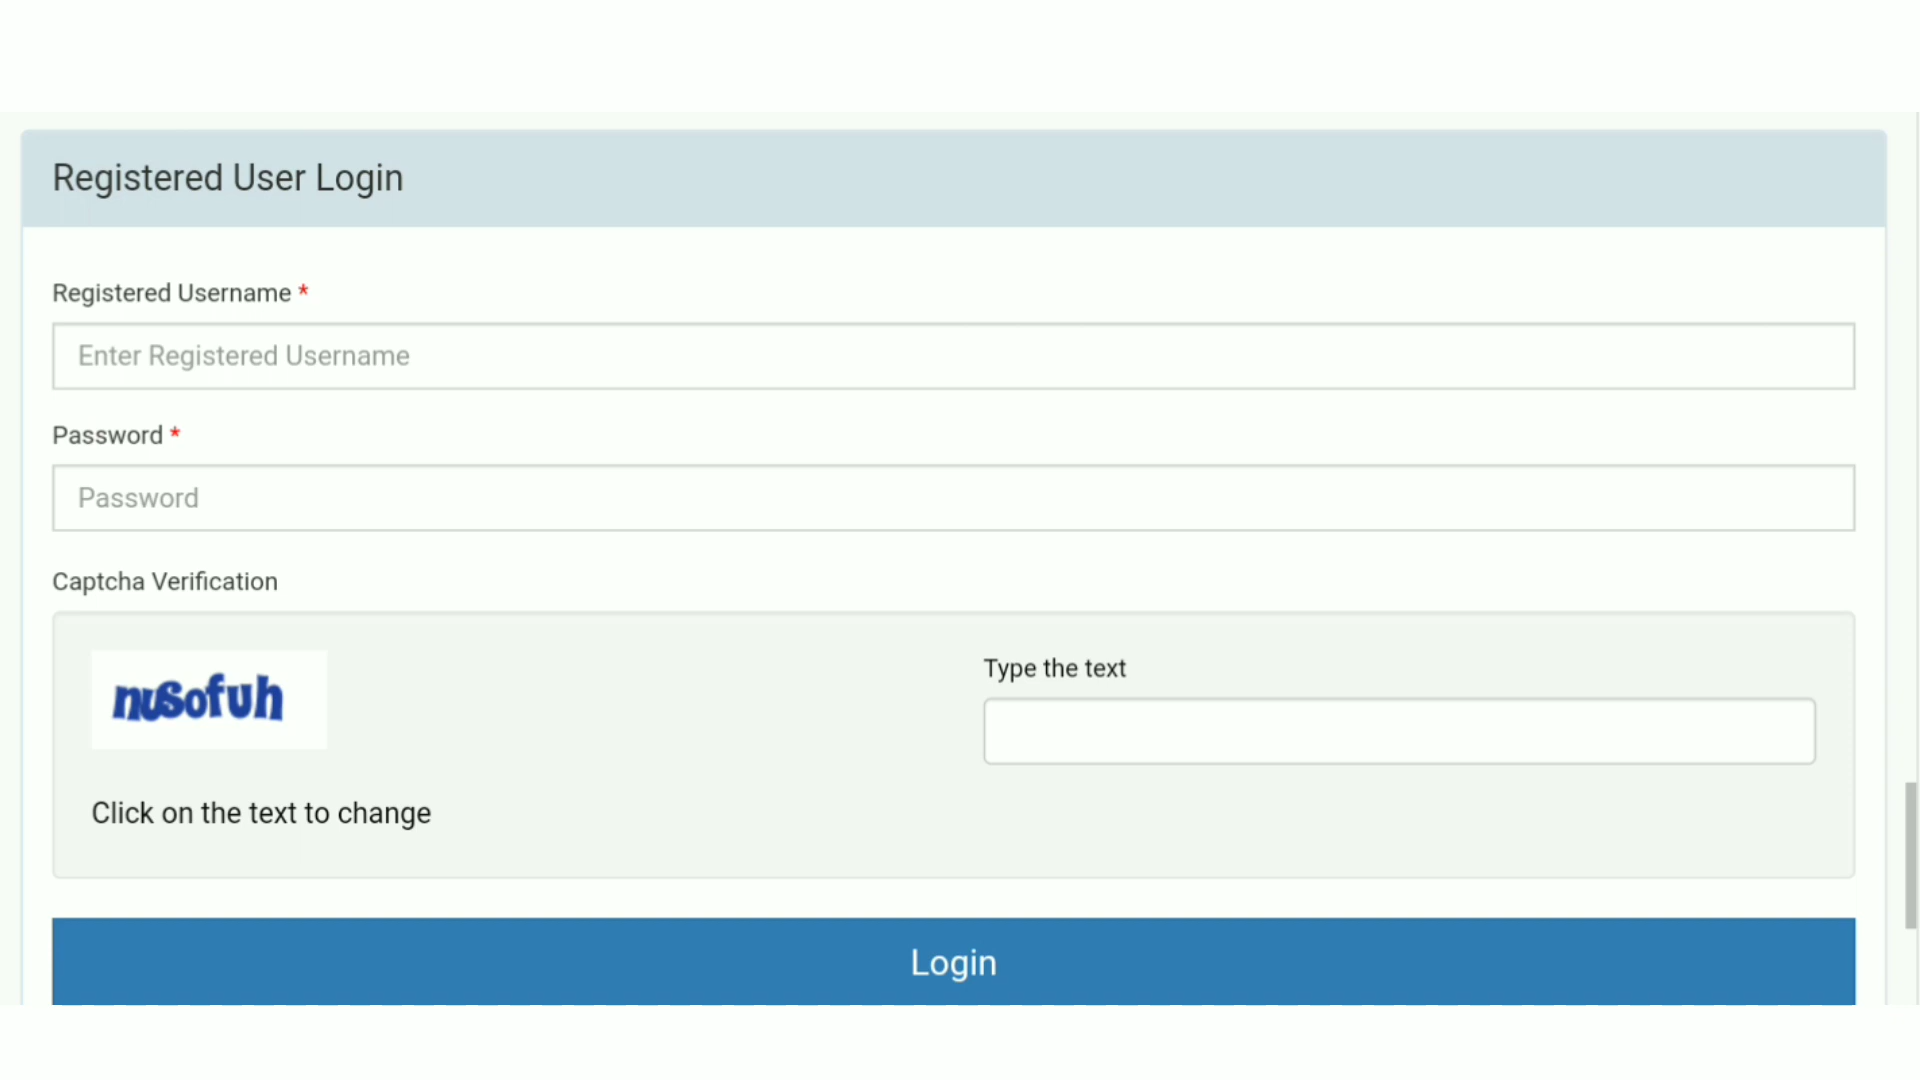 Registered User Login
Registered Username *
Enter Registered Username
Password *
Password
Captcha Verification
nusofuh
Type the text
Click on the text to change
Login